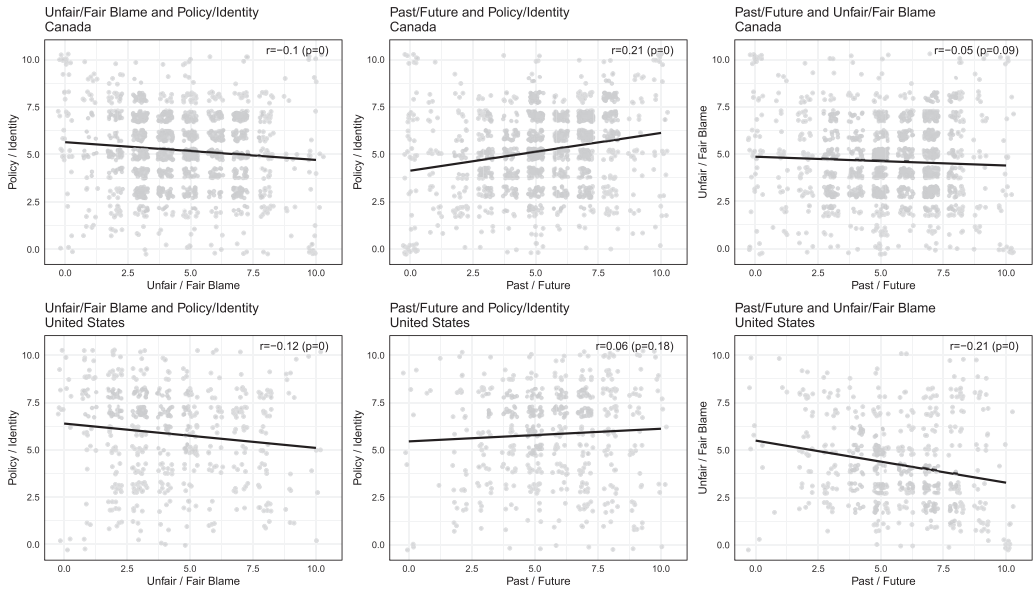 Unfair/Fair Blame and Policy/Identity
Canada
r=−0.1 (p=0)
10.0
7.5
5.0
2.5
0.0
Policy / Identity
0.0 2.5 5.0 7.5 10.0
Unfair / Fair Blame
Past/Future and Policy/Identity
Canada
r=0.21 (p=0)
10.0
7.5
5.0
2.5
0.0
Policy / Identity
0.0 2.5 5.0 7.5 10.0
Past / Future
Past/Future and Unfair/Fair Blame
Canada
r=−0.05 (p=0.09)
10.0
7.5
5.0
2.5
0.0
Unfair / Fair Blame
0.0 2.5 5.0 7.5 10.0
Past / Future
Unfair/Fair Blame and Policy/Identity
United States
r=−0.12 (p=0)
10.0
7.5
5.0
2.5
0.0
Policy / Identity
0.0 2.5 5.0 7.5 10.0
Unfair / Fair Blame
Past/Future and Policy/Identity
United States
r=0.06 (p=0.18)
10.0
7.5
5.0
2.5
0.0
Policy / Identity
0.0 2.5 5.0 7.5 10.0
Past / Future
Past/Future and Unfair/Fair Blame
United States
r=−0.21 (p=0)
10.0
7.5
5.0
2.5
0.0
Unfair / Fair Blame
0.0 2.5 5.0 7.5 10.0
Past / Future